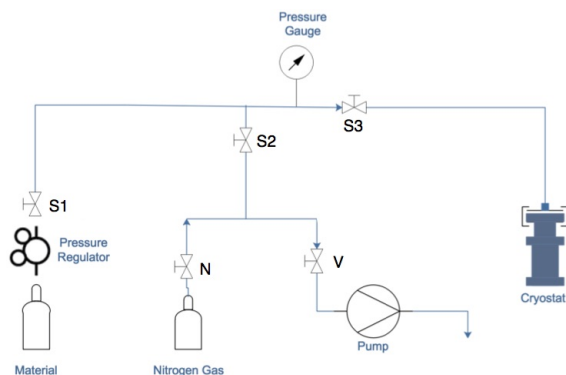 Pressure
Gauge
S3
S2
S1
Pressure
Regulator
N
V
Cryostat
Pump
Material
Nitrogen Gas